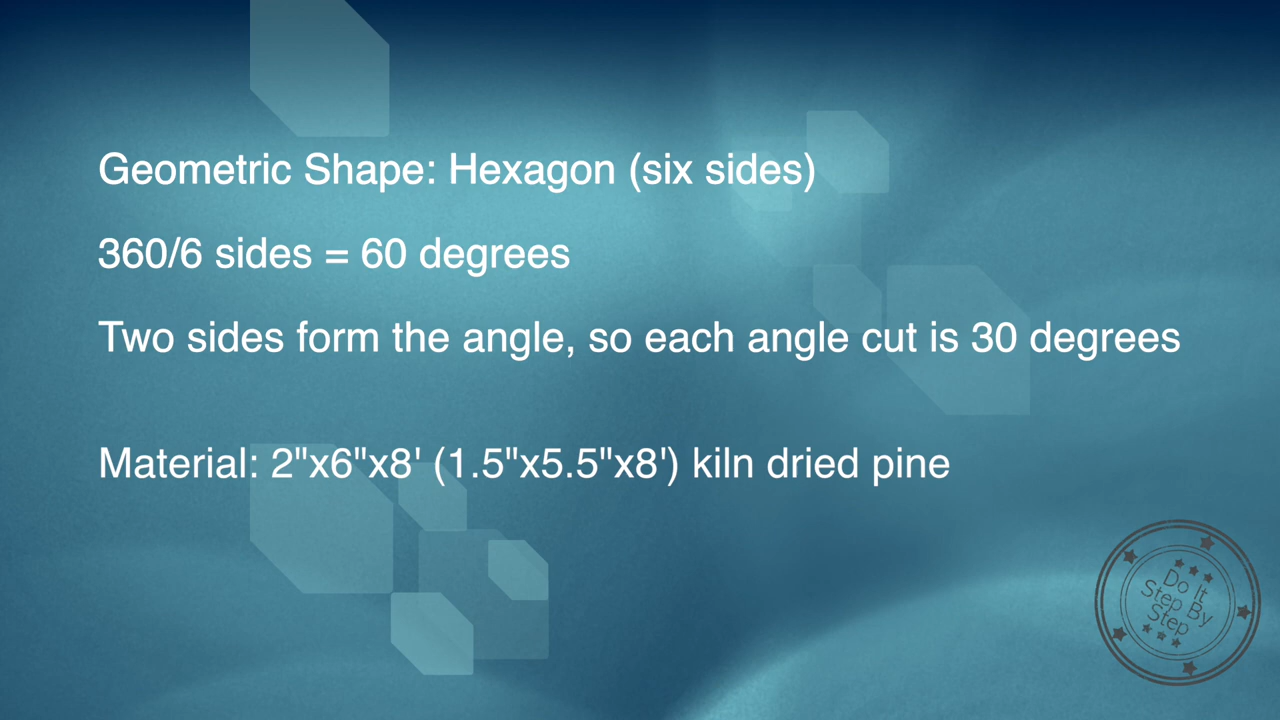 Geometric Shape: Hexagon (six sides)
360/6 sides = 60 degrees
Two sides form the angle, so each angle cut is 30 degrees
Material: 2"x6"x8' (1.5"x5.5"x8') kiln dried pine
Do It
Step By
Step